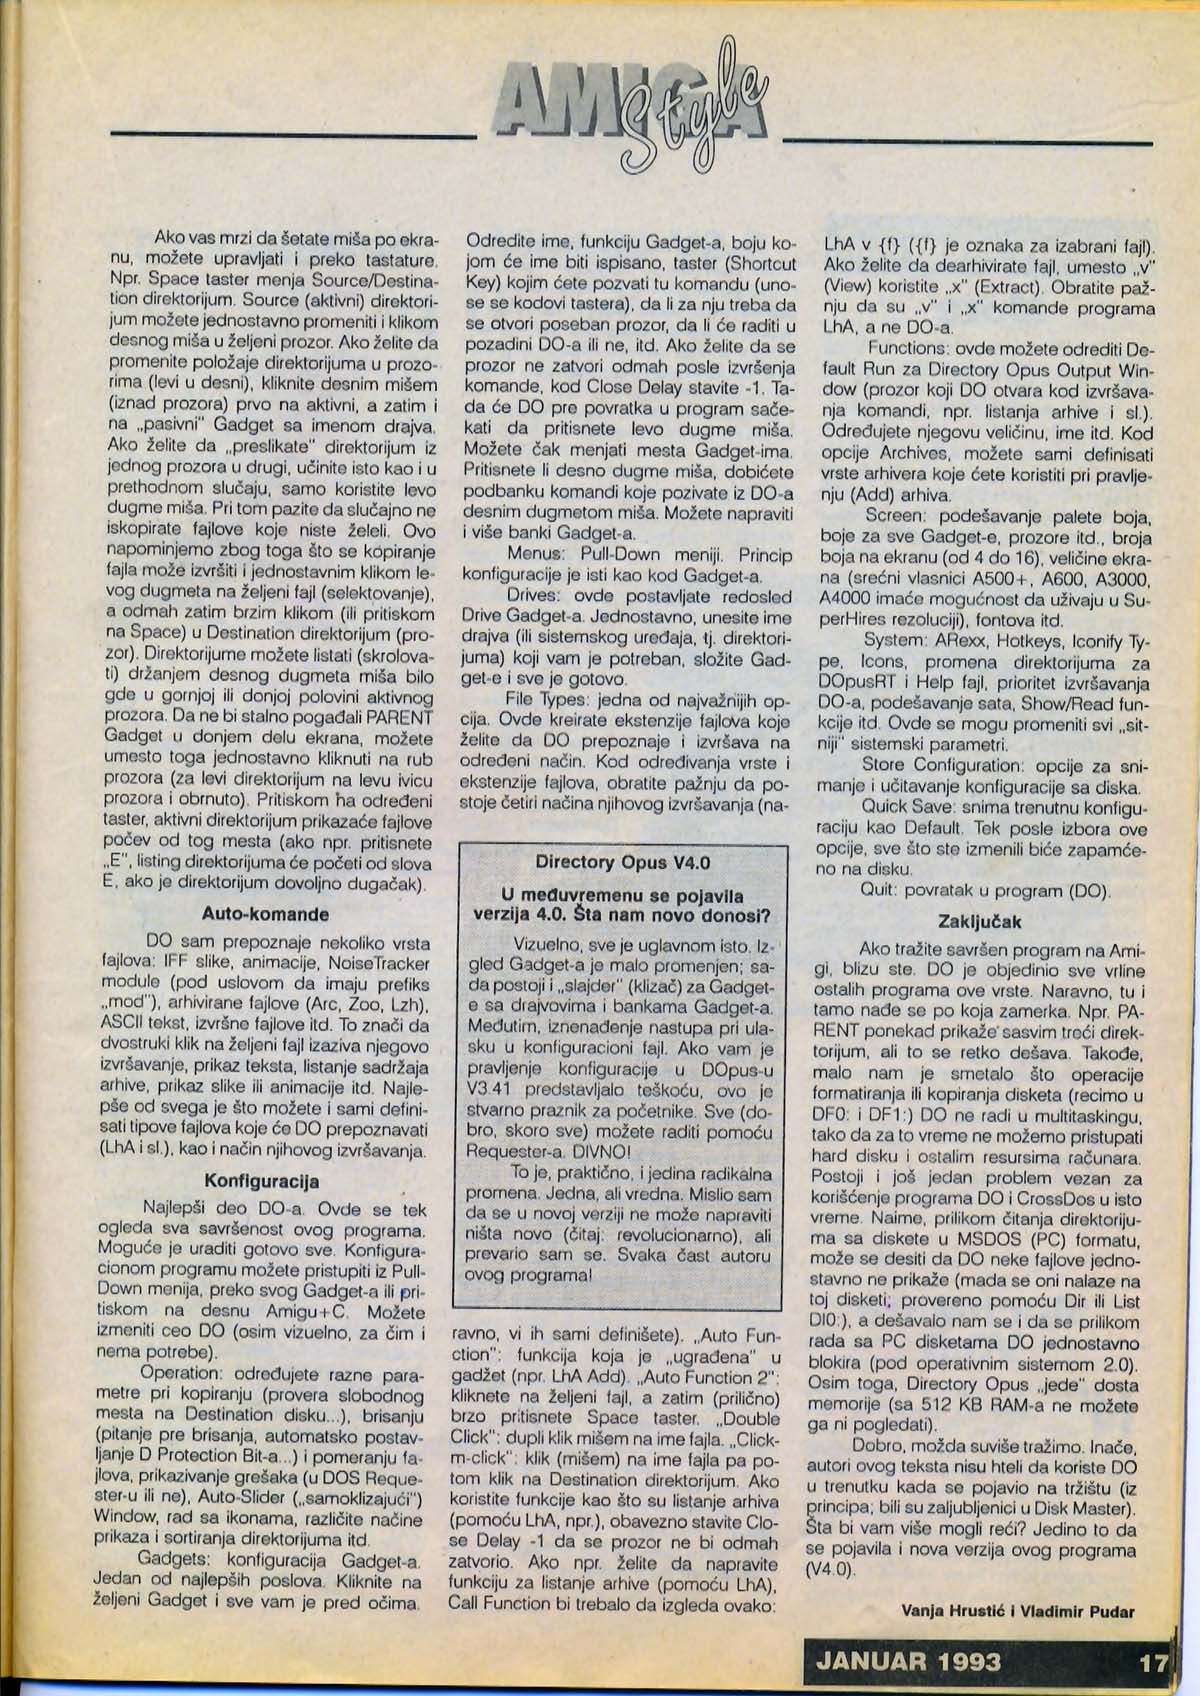 AMIGA
Style
Ako vas mrzi da šetate miša po ekra-
nu, možete upravljati i preko tastature.
Npr. Space taster menja Source/Destina-
tion direktorijum. Source (aktivni) direktori-
jum možete jednostavno promeniti i klikom
desnog miša u željeni prozor. Ako želite da
promenite položaje direktorijuma u prozo-
rima (levi u desni), kliknite desnim mišem
(iznad prozora) prvo na aktivni, a zatim i
na „pasivni" Gadget sa imenom drajva.
Ako želite da „preslikate" direktorijum iz
jednog prozora u drugi, učinite isto kao i u
prethodnom slučaju, samo koristite levo
dugme miša. Pri tom pazite da slučajno ne
iskopirate fajlove koje niste želeli. Ovo
napominjemo zbog toga što se kopiranje
fajla može izvršiti i jednostavnim klikom le-
vog dugmeta na željeni fajl (selektovanje),
a odmah zatim brzim klikom (ili pritiskom
na Space) u Destination direktorijum (pro-
zor). Direktorijume možete listati (skrolova-
ti) držanjem desnog dugmeta miša bilo
gde u gornjoj ili donjoj polovini aktivnog
prozora. Da ne bi stalno pogađali PARENT
Gadget u donjem delu ekrana, možete
umesto toga jednostavno kliknuti na rub
prozora (za levi direktorijum na levu ivicu
prozora i obrnuto). Pritiskom na određeni
taster, aktivni direktorijum prikazaće fajlove
počev od tog mesta (ako npr. pritisnete
„E", listing direktorijuma će početi od slova
E, ako je direktorijum dovoljno dugačak).
Auto-komande
DO sam prepoznaje nekoliko vrsta
fajlova: IFF slike, animacije, NoiseTracker
module (pod uslovom da imaju prefiks
„mod"), arhivirane fajlove (Arc, Zoo, Lzh),
ASCII tekst, izvršne fajlove itd. To znači da
dvostruki klik na željeni fajl izaziva njegovo
izvršavanje, prikaz teksta, listanje sadržaja
arhive, prikaz slike ili animacije itd. Najle-
pše od svega je što možete i sami defini-
sati tipove fajlova koje će DO prepoznavati
(LhA i sl.), kao i način njihovog izvršavanja.
Konfiguracija
Najlepši deo DO-a. Ovde se tek
ogleda sva savršenost ovog programa.
Moguće je uraditi gotovo sve. Konfigura-
cionom programu možete pristupiti iz Pull-
Down menija, preko svog Gadget-a ili pri-
tiskom na desnu Amigu+C. Možete
izmeniti ceo DO (osim vizuelno, za čim i
nema potrebe).
Operation: određujete razne para-
metre pri kopiranju (provera slobodnog
mesta na Destination disku...), brisanju
(pitanje pre brisanja, automatsko postav-
ljanje D Protection Bit-a...) i pomeranju fa-
jlova, prikazivanje grešaka (u DOS Reque-
ster-u ili ne), Auto-Slider („samoklizajući")
Window, rad sa ikonama, različite načine
prikaza i sortiranja direktorijuma itd.
Gadgets: konfiguracija Gadget-a.
Jedan od najlepših poslova. Kliknite na
željeni Gadget i sve vam je pred očima.
Odredite ime, funkciju Gadget-a, boju ko-
jom će ime biti ispisano, taster (Shortcut
Key) kojim ćete pozvati tu komandu (uno-
se se kodovi tastera), da li za nju treba da
se otvori poseban prozor, da li će raditi u
pozadini DO-a ili ne, itd. Ako želite da se
prozor ne zatvori odmah posle izvršenja
komande, kod Close Delay stavite -1. Ta-
da će DO pre povratka u program sače-
kati da pritisnete levo dugme miša.
Možete čak menjati mesta Gadget-ima.
Pritisnete li desno dugme miša, dobićete
podbanku komandi koje pozivate iz DO-a
desnim dugmetom miša. Možete napraviti
i više banki Gadget-a.
Menus: Pull-Down meniji. Princip
konfiguracije je isti kao kod Gadget-a.
Drives: ovde postavljate redosled
Drive Gadget-a. Jednostavno, unesite ime
drajva (ili sistemskog uređaja, tj. direktori-
juma) koji vam je potreban, složite Gad-
get-e i sve je gotovo.
File Types: jedna od najvažnijih op-
cija. Ovde kreirate ekstenzije fajlova koje
želite da DO prepoznaje i izvršava na
određeni način. Kod određivanja vrste i
ekstenzije fajlova, obratite pažnju da po-
stoje četiri načina njihovog izvršavanja (na-
Directory Opus V4.0
U međuvremenu se pojavila
verzija 4.0. Šta nam novo donosi?
Vizuelno, sve je uglavnom isto. Iz-
gled Gadget-a je malo promenjen; sa-
da postoji i „slajder" (klizač) za Gadget-
e sa drajvovima i bankama Gadget-a.
Međutim, iznenađenje nastupa pri ula-
sku u konfiguracioni fajl. Ako vam je
pravljenje konfiguracije u DOpus-u
V3.41 predstavljalo teškoću, ovo je
stvarno praznik za početnike. Sve (do-
bro, skoro sve) možete raditi pomoću
Requester-a. DIVNO!
To je, praktično, i jedina radikalna
promena. Jedna, ali vredna. Mislio sam
da se u novoj verziji ne može napraviti
ništa novo (čitaj: revolucionarno), ali
prevario sam se. Svaka čast autoru
ovog programa!
ravno, vi ih sami definišete). „Auto Fun-
ction": funkcija koja je „ugrađena" u
gadžet (npr. LhA Add). „Auto Function 2":
kliknete na željeni fajl, a zatim (prilično)
brzo pritisnete Space taster. „Double
Click": dupli klik mišem na ime fajla. „Click-
m-click": klik (mišem) na ime fajla pa po-
tom klik na Destination direktorijum. Ako
koristite funkcije kao što su listanje arhiva
(pomoću LhA, npr.), obavezno stavite Clo-
se Delay -1 da se prozor ne bi odmah
zatvorio. Ako npr. želite da napravite
funkciju za listanje arhive (pomoću LhA),
Call Function bi trebalo da izgleda ovako:
LhA v {f} ({f} je oznaka za izabrani fajl).
Ako želite da dearhivirate fajl, umesto „v"
(View) koristite „x" (Extract). Obratite paž-
nju da su „v" i „x" komande programa
LhA, a ne DO-a.
Functions: ovde možete odrediti De-
fault Run za Directory Opus Output Win-
dow (prozor koji DO otvara kod izvršava-
nja komandi, npr. listanja arhive i sl.).
Određujete njegovu veličinu, ime itd. Kod
opcije Archives, možete sami definisati
vrste arhivera koje ćete koristiti pri pravlje-
nju (Add) arhiva.
Screen: podešavanje palete boja,
boje za sve Gadget-e, prozore itd., broja
boja na ekranu (od 4 do 16), veličine ekra-
na (srećni vlasnici A500+, A600, A3000,
A4000 imaće mogućnost da uživaju u Su-
perHires rezoluciji), fontova itd.
System: ARexx, Hotkeys, Iconify Ty-
pe, Icons, promena direktorijuma za
DOpusRT i Help fajl, prioritet izvršavanja
DO-a, podešavanje sata, Show/Read fun-
kcije itd. Ovde se mogu promeniti svi „sit-
niji" sistemski parametri.
Store Configuration: opcije za sni-
manje i učitavanje konfiguracije sa diska.
Quick Save: snima trenutnu konfigu-
raciju kao Default. Tek posle izbora ove
opcije, sve što ste izmenili biće zapamće-
no na disku.
Quit: povratak u program (DO).
Zaključak
Ako tražite savršen program na Ami-
gi, blizu ste. DO je objedinio sve vrline
ostalih programa ove vrste. Naravno, tu i
tamo nađe se po koja zamerka. Npr. PA-
RENT ponekad prikaže sasvim treći direk-
torijum, ali to se retko dešava. Takođe,
malo nam je smetalo što operacije
formatiranja ili kopiranja disketa (recimo u
DF0: i DF1:) DO ne radi u multitaskingu,
tako da za to vreme ne možemo pristupati
hard disku i ostalim resursima računara.
Postoji i još jedan problem vezan za
korišćenje programa DO i CrossDos u isto
vreme. Naime, prilikom čitanja direktoriju-
ma sa diskete u MSDOS (PC) formatu,
može se desiti da DO neke fajlove jedno-
stavno ne prikaže (mada se oni nalaze na
toj disketi; provereno pomoću Dir ili List
DI0:), a dešavalo nam se i da se prilikom
rada sa PC disketama DO jednostavno
blokira (pod operativnim sistemom 2.0).
Osim toga, Directory Opus „jede" dosta
memorije (sa 512 KB RAM-a ne možete
ga ni pogledati).
Dobro, možda suviše tražimo. Inače,
autori ovog teksta nisu hteli da koriste DO
u trenutku kada se pojavio na tržištu (iz
principa; bili su zaljubljenici u Disk Master).
Šta bi vam više mogli reći? Jedino to da
se pojavila i nova verzija ovog programa
(V4.0).
Vanja Hrustić i Vladimir Pudar
JANUAR 1993 17